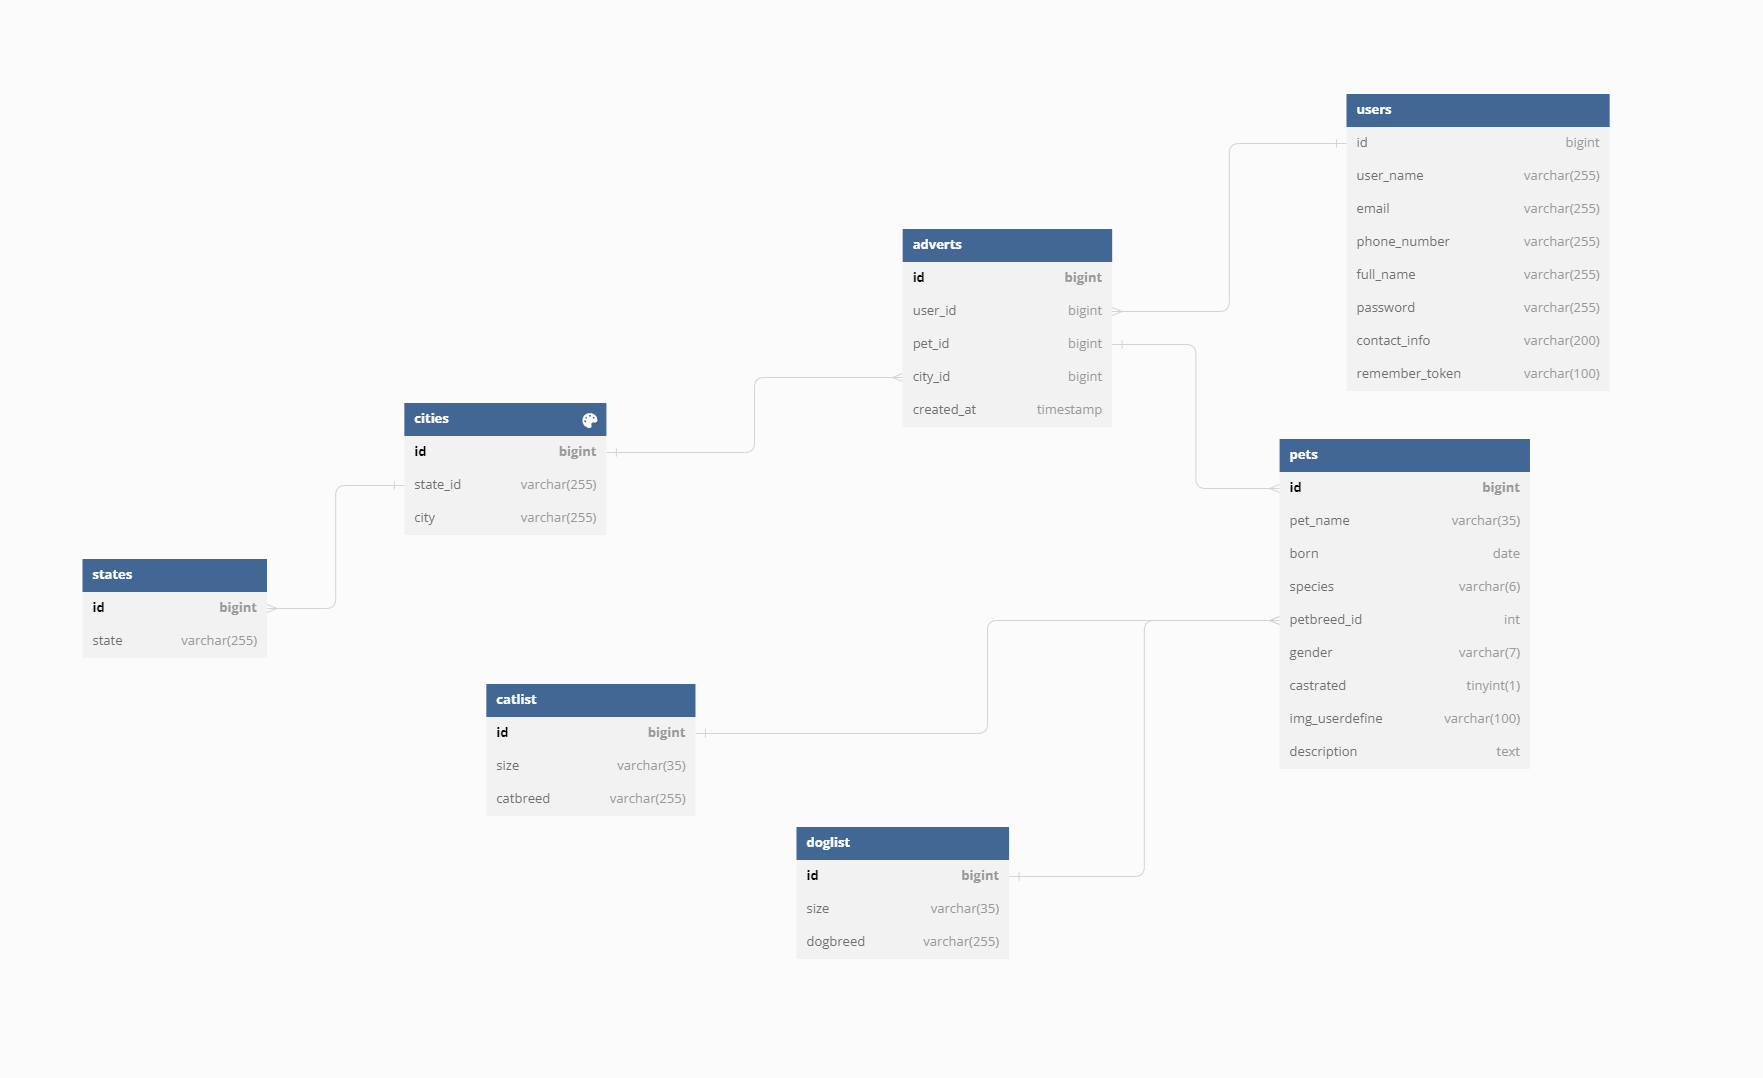 users
id bigint
user_name varchar(255)
email varchar(255)
phone_number varchar(255)
full_name varchar(255)
password varchar(255)
contact_info varchar(200)
remember_token varchar(100)
adverts
id bigint
user_id bigint
pet_id bigint
city_id bigint
created_at timestamp
cities
id bigint
state_id varchar(255)
city varchar(255)
pets
id bigint
pet_name varchar(35)
born date
species varchar(6)
petbreed_id int
gender varchar(7)
castrated tinyint(1)
img_userdefine varchar(100)
description text
states
id bigint
state varchar(255)
catlist
id bigint
size varchar(35)
catbreed varchar(255)
doglist
id bigint
size varchar(35)
dogbreed varchar(255)